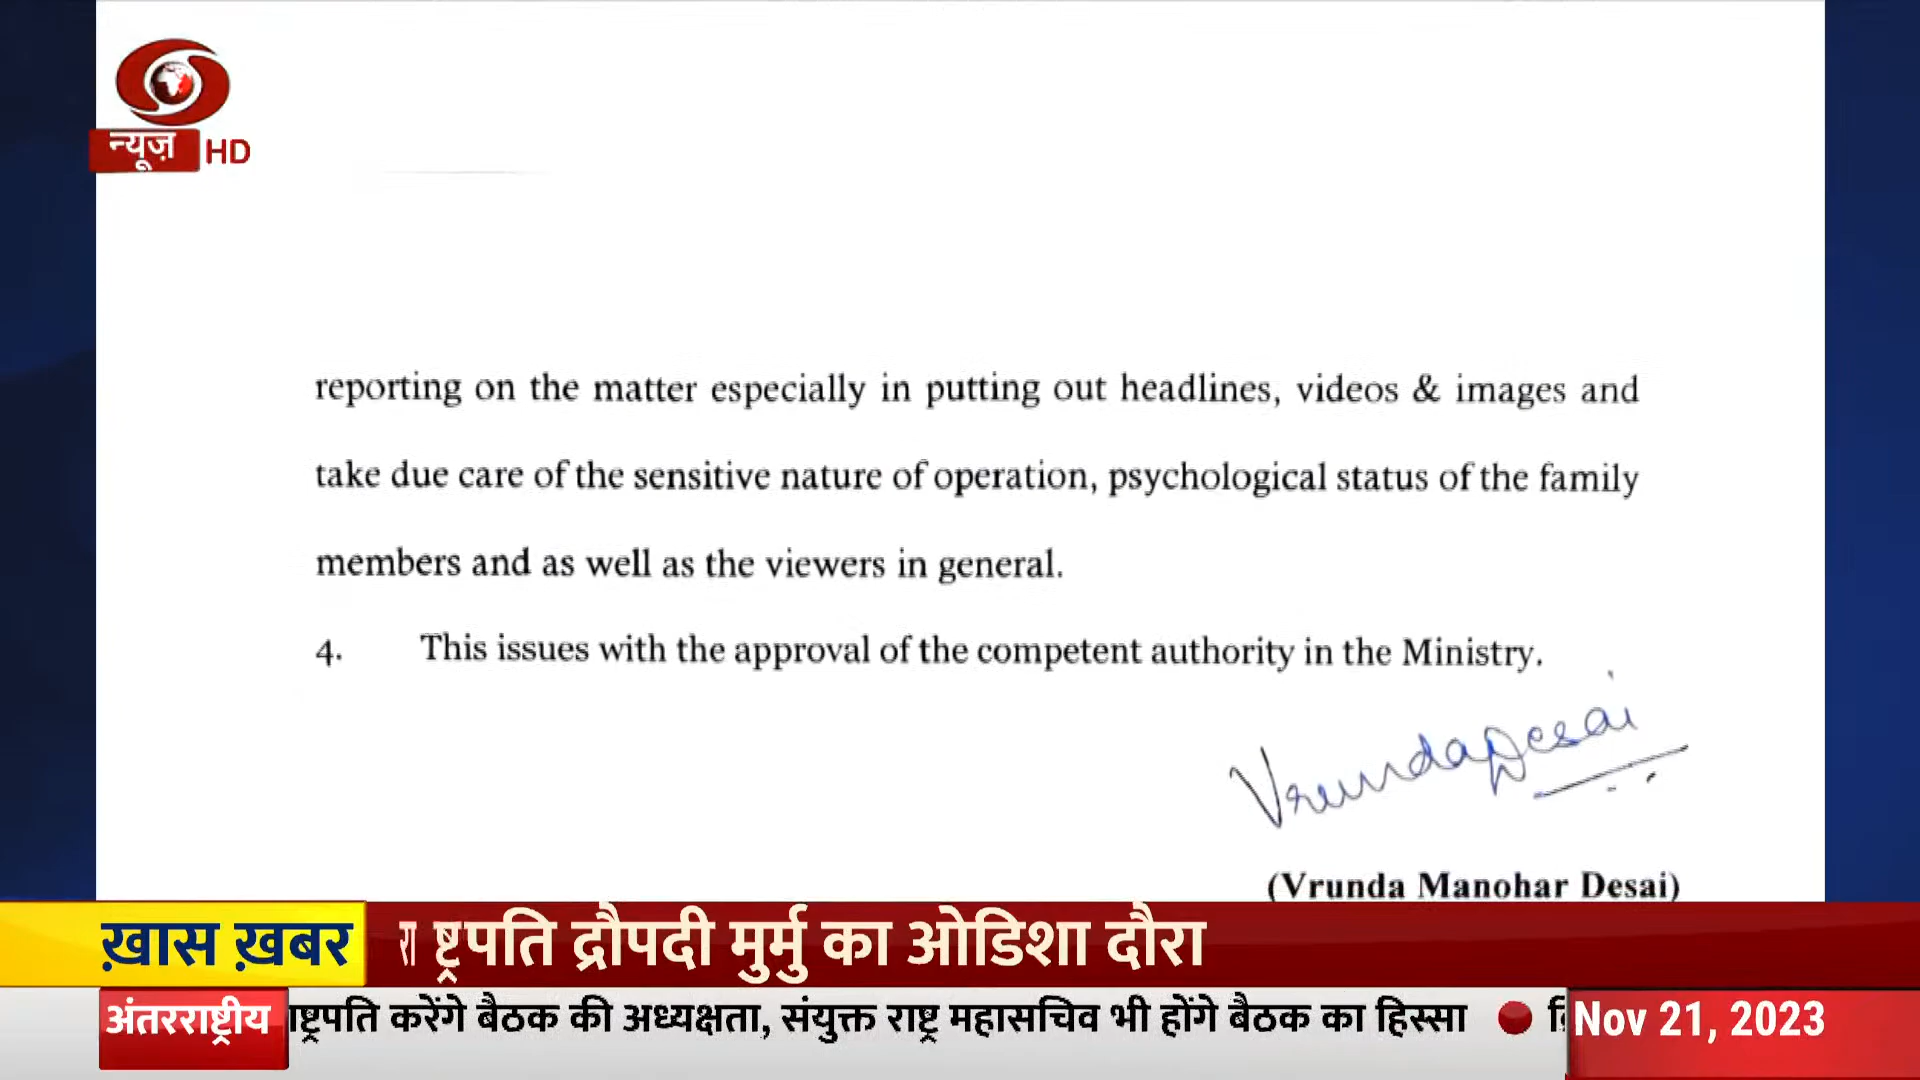 न्यूज़ HD
reporting on the matter especially in putting out headlines, videos & images and
take due care of the sensitive nature of operation, psychological status of the family
members and as well as the viewers in general.
4. This issues with the approval of the competent authority in the Ministry.
Vrunda Desai
(Vrunda Manohar Desai)
ख़ास ख़बर राष्ट्रपति द्रौपदी मुर्मु का ओडिशा दौरा
अंतरराष्ट्रीय ाष्ट्रपति करेंगे बैठक की अध्यक्षता, संयुक्त राष्ट्र महासचिव भी होंगे बैठक का हिस्सा
Nov 21, 2023